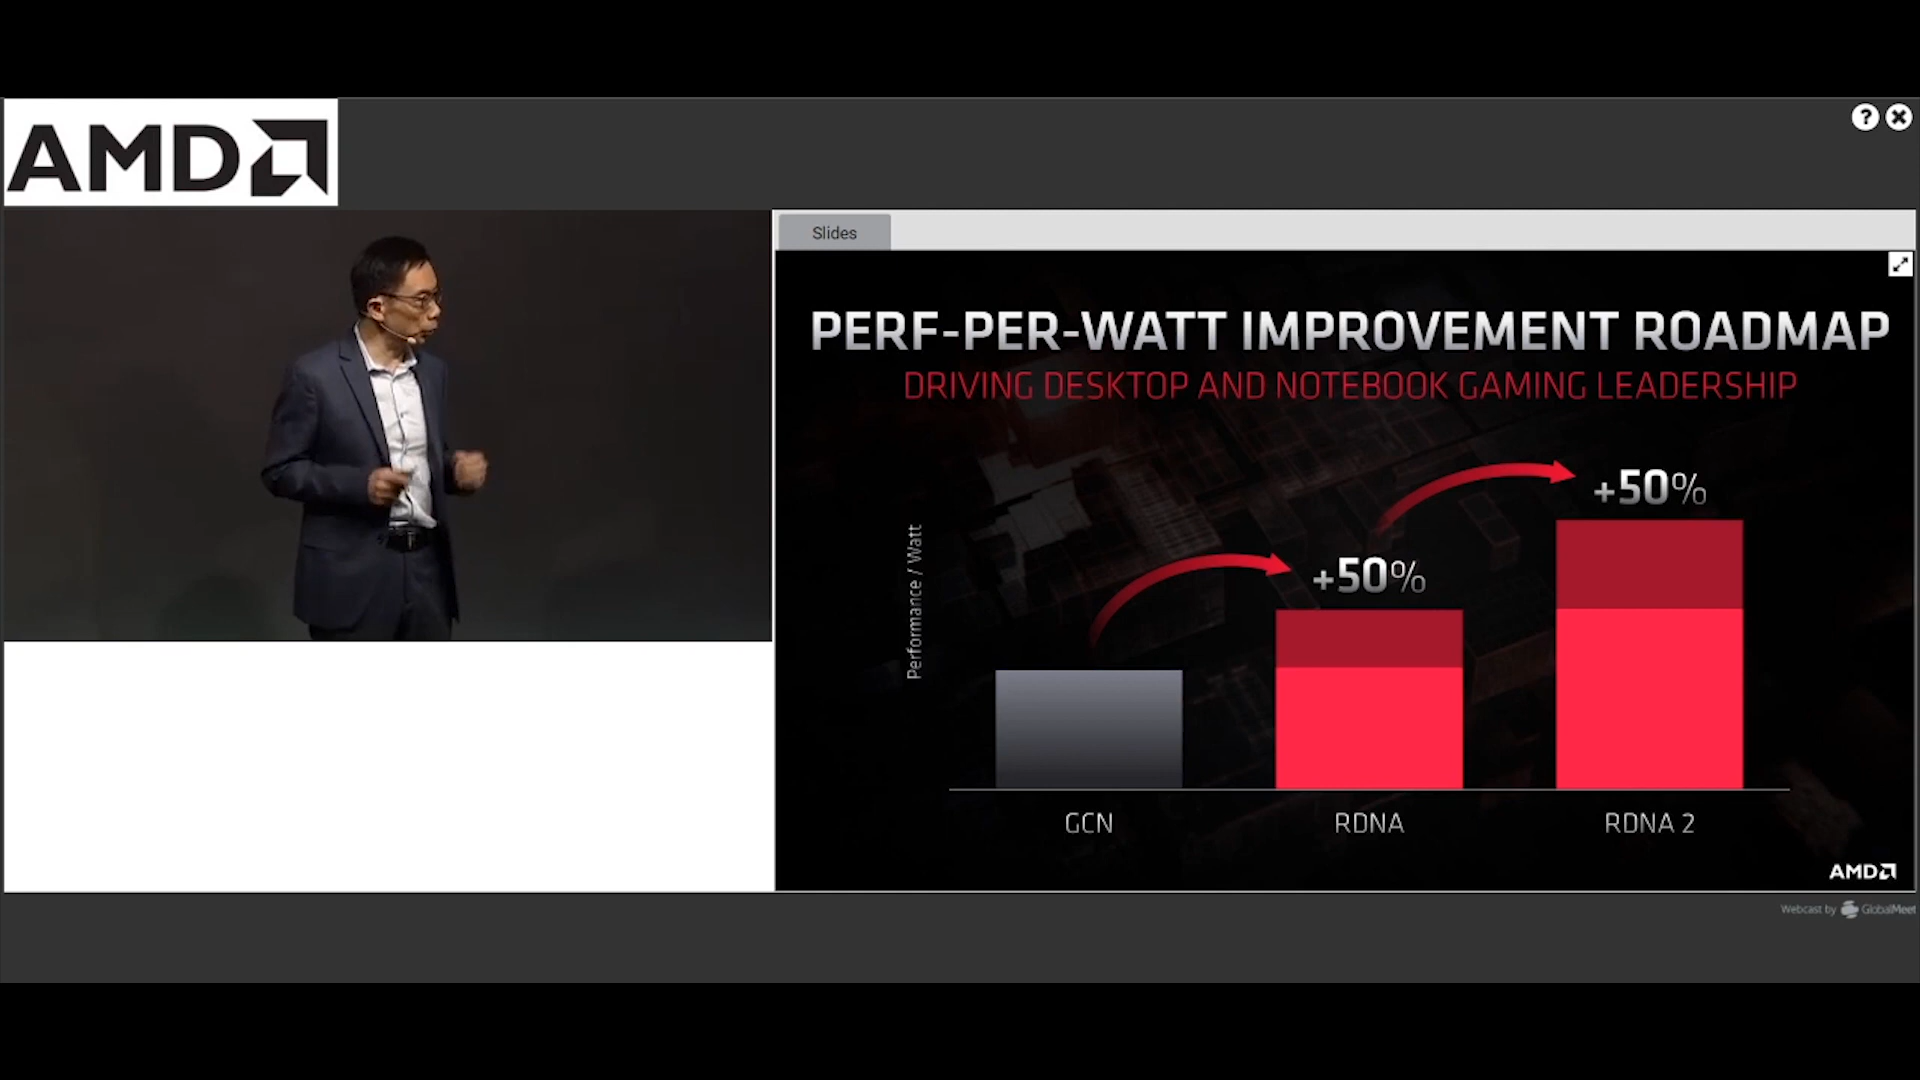 AMD
?
Slides
PERF-PER-WATT IMPROVEMENT ROADMAP
DRIVING DESKTOP AND NOTEBOOK GAMING LEADERSHIP
+50%
+50%
Performance / Watt
GCN
RDNA
RDNA 2
AMD
Webcast by GlobalMeet